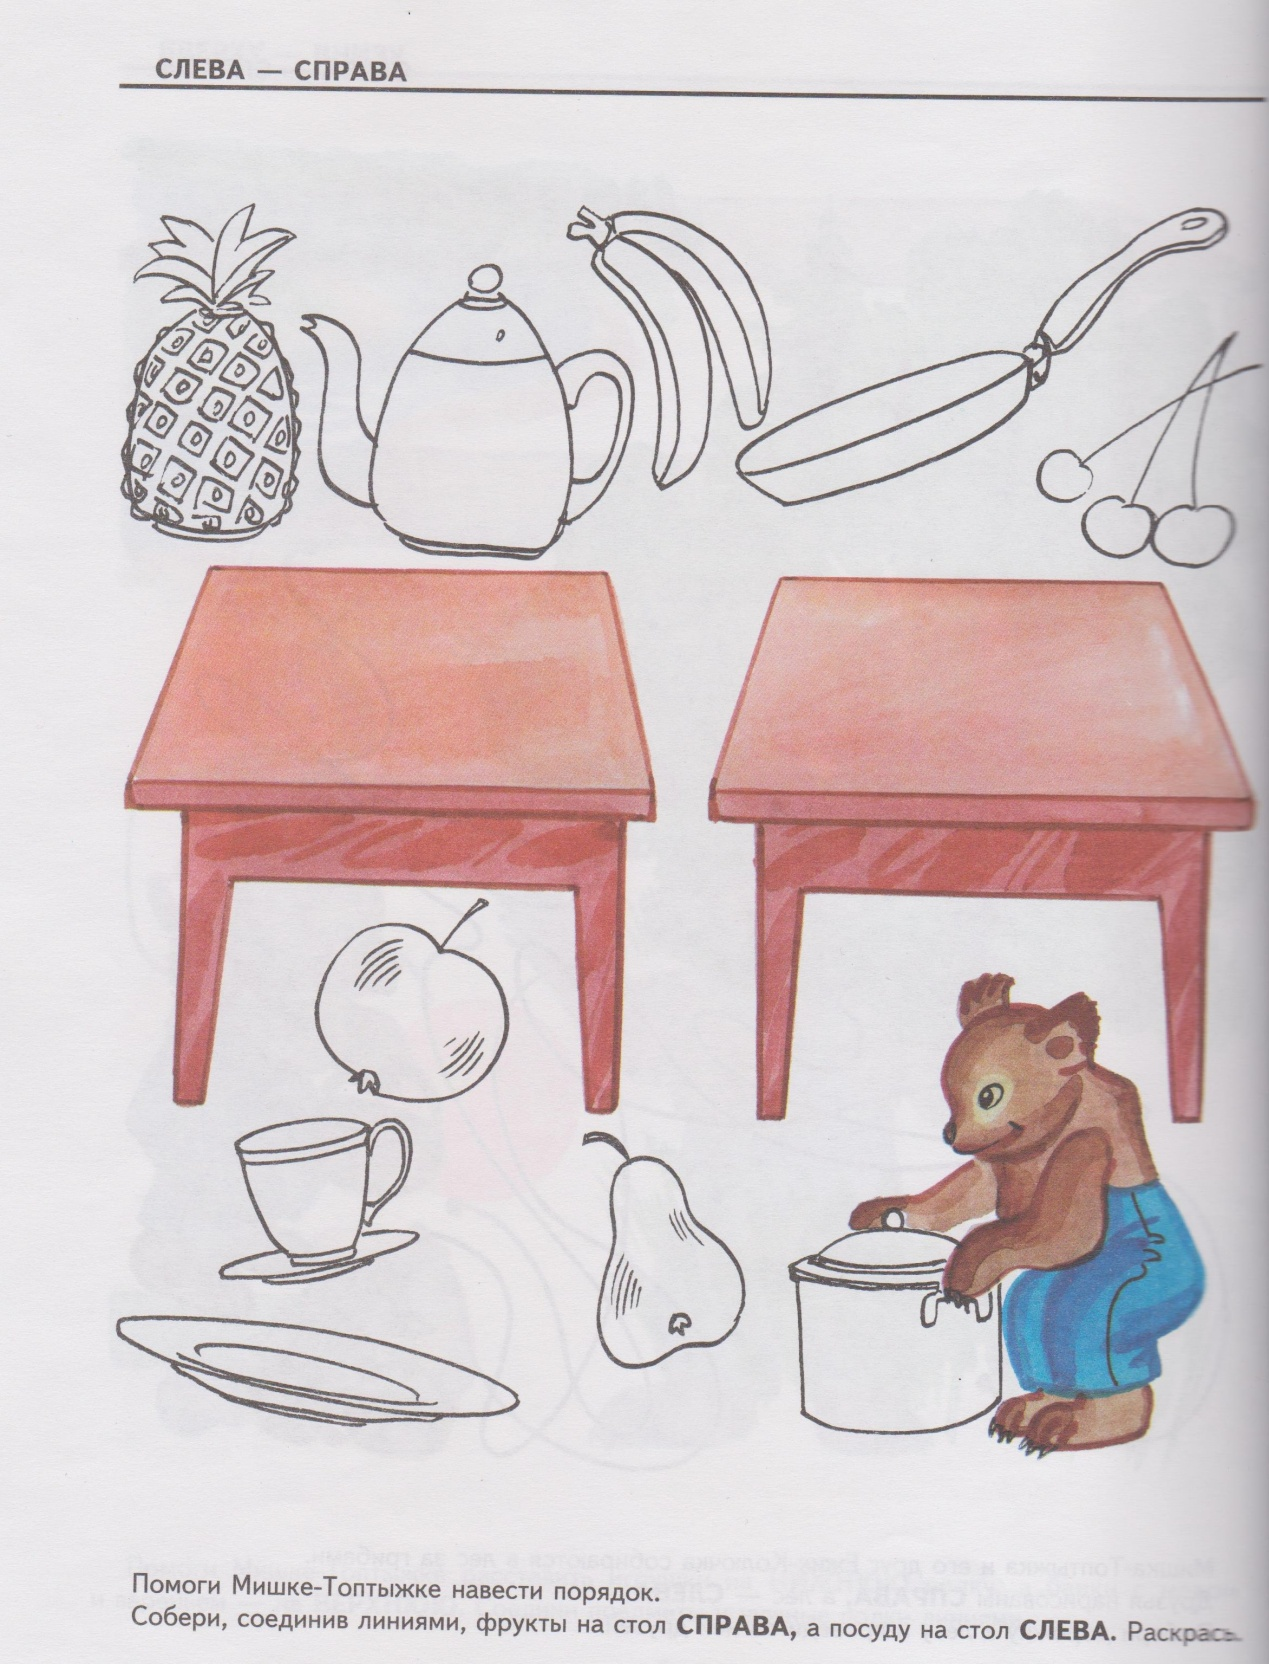 СЛЕВА — СПРАВА
Помоги Мишке-Топтыжке навести порядок.
Собери, соединив линиями, фрукты на стол СПРАВА, а посуду на стол СЛЕВА. Раскрась.